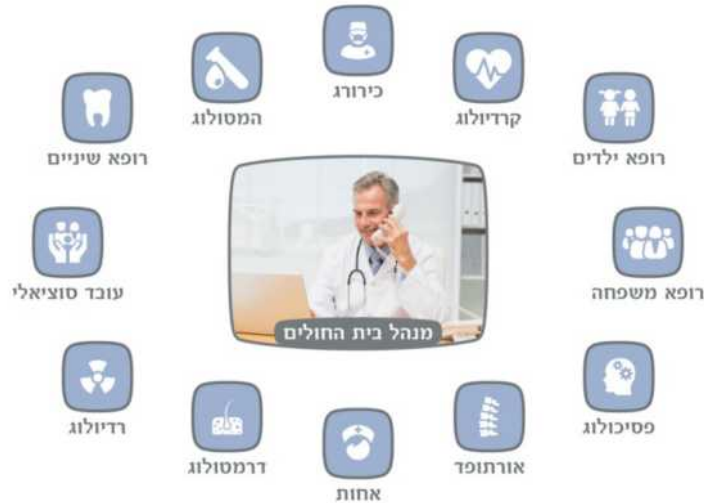 כירורג
קרדיולוג
המטולוג
רופא ילדים
רופא שיניים
רופא משפחה
עובד סוציאלי
מנהל בית החולים
פסיכולוג
רדיולוג
אורתופד
דרמטולוג
אחות